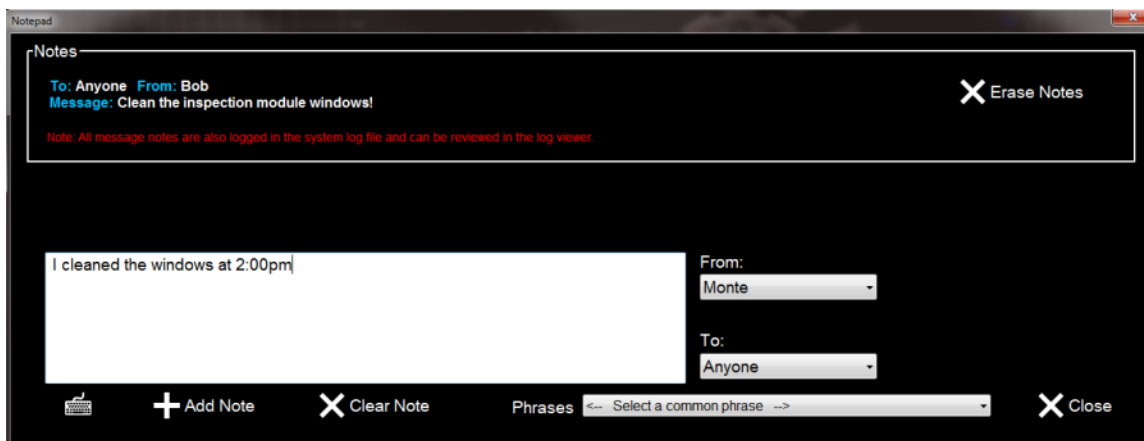 Notepad
x
Notes
To: Anyone From: Bob
Message: Clean the inspection module windows!
Erase Notes
Note: All message notes are also logged in the system log file and can be reviewed in the log viewer.
I cleaned the windows at 2:00pm
From:
Monte
To:
Anyone
Add Note
Clear Note
Phrases
<-- Select a common phrase -->
Close